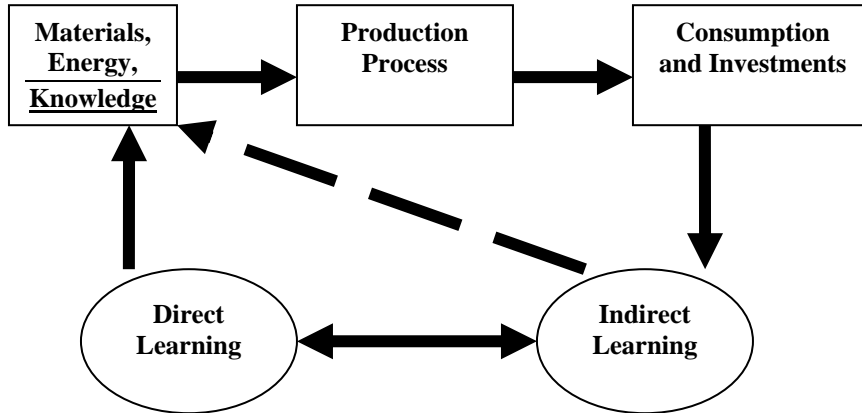 Materials,
Energy,
Knowledge
Production
Process
Consumption
and Investments
Direct
Learning
Indirect
Learning